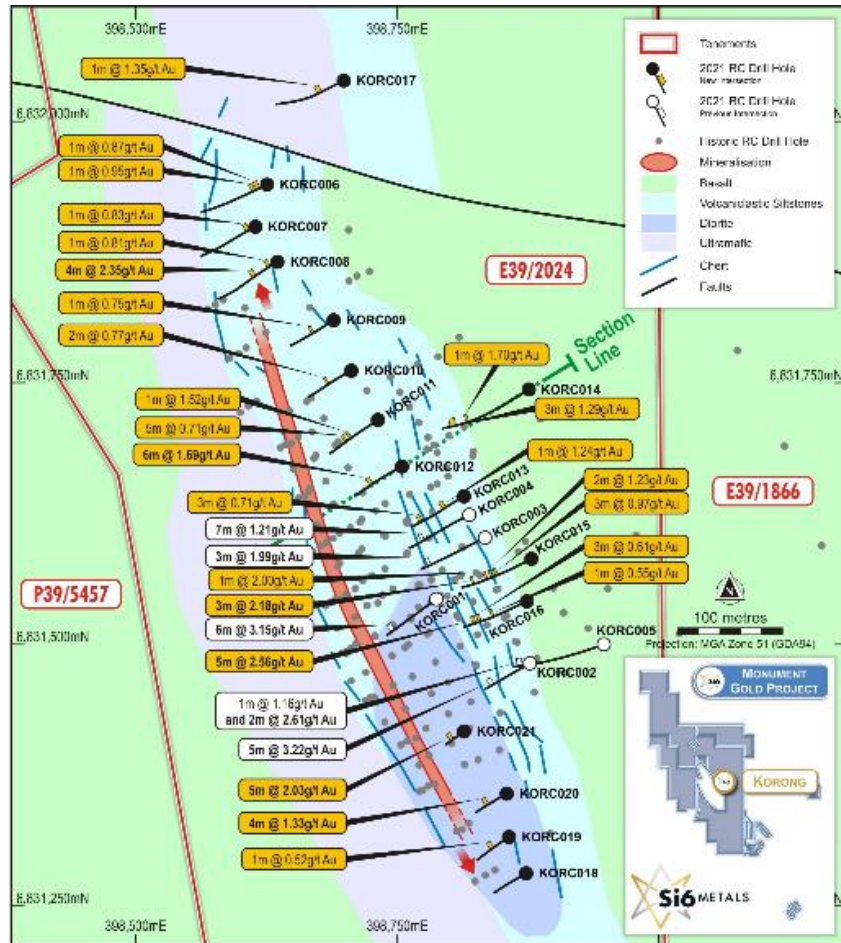 398,500mE
398,750mE
Tenements
2021 RC Drill Hole
New Intersection
2021 RC Drill Hole
Previous Intersection
Historic RC Drill Hole
Mineralisation
Basalt
Volcaniclastic Siltstones
Diorite
Ultramafic
Chert
Faults
1m @ 1.35g/t Au
KORC017
6,832,000mN
1m @ 0.87g/t Au
1m @ 0.95g/t Au
KORC006
1m @ 0.83g/t Au
KORC007
1m @ 0.81g/t Au
KORC008
4m @ 2.35g/t Au
E39/2024
1m @ 0.75g/t Au
KORC009
2m @ 0.77g/t Au
KORC010
Section
Line
1m @ 1.70g/t Au
6,831,750mN
6,831,750mN
KORC014
KORC011
1m @ 1.52g/t Au
3m @ 1.29g/t Au
5m @ 0.71g/t Au
6m @ 1.59g/t Au
KORC012
1m @ 1.24g/t Au
KORC013
2m @ 1.23g/t Au
3m @ 0.71g/t Au
KORC004
3m @ 0.97g/t Au
E39/1866
7m @ 1.21g/t Au
KORC003
3m @ 1.99g/t Au
KORC015
3m @ 0.61g/t Au
1m @ 2.00g/t Au
1m @ 0.55g/t Au
P39/5457
3m @ 2.18g/t Au
KORC001
KORC016
6m @ 3.15g/t Au
100 metres
6,831,500mN
KORC005
Projection: MGA Zone 51 (GDA94)
5m @ 2.56g/t Au
KORC002
1m @ 1.16g/t Au
and 2m @ 2.61g/t Au
5m @ 3.22g/t Au
Si6
MONUMENT
GOLD PROJECT
KORC021
KORONG
5m @ 2.03g/t Au
KORC020
4m @ 1.33g/t Au
KORC019
1m @ 0.52g/t Au
KORC018
Si6 METALS
6,831,250mN
398,500mE
398,750mE